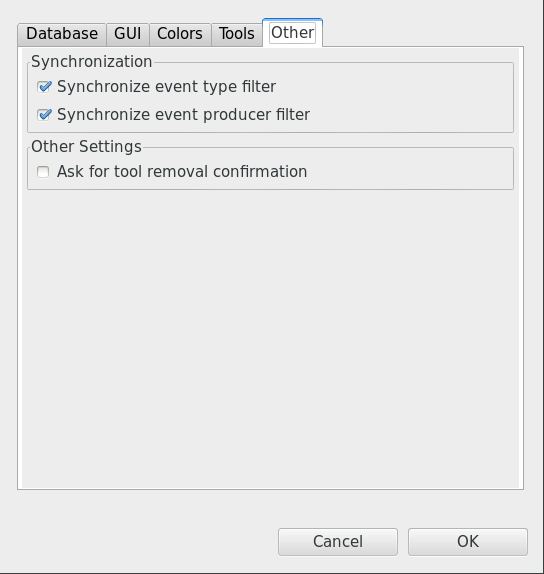 Database GUI Colors Tools Other
Synchronization
Synchronize event type filter
Synchronize event producer filter
Other Settings
Ask for tool removal confirmation
Cancel OK